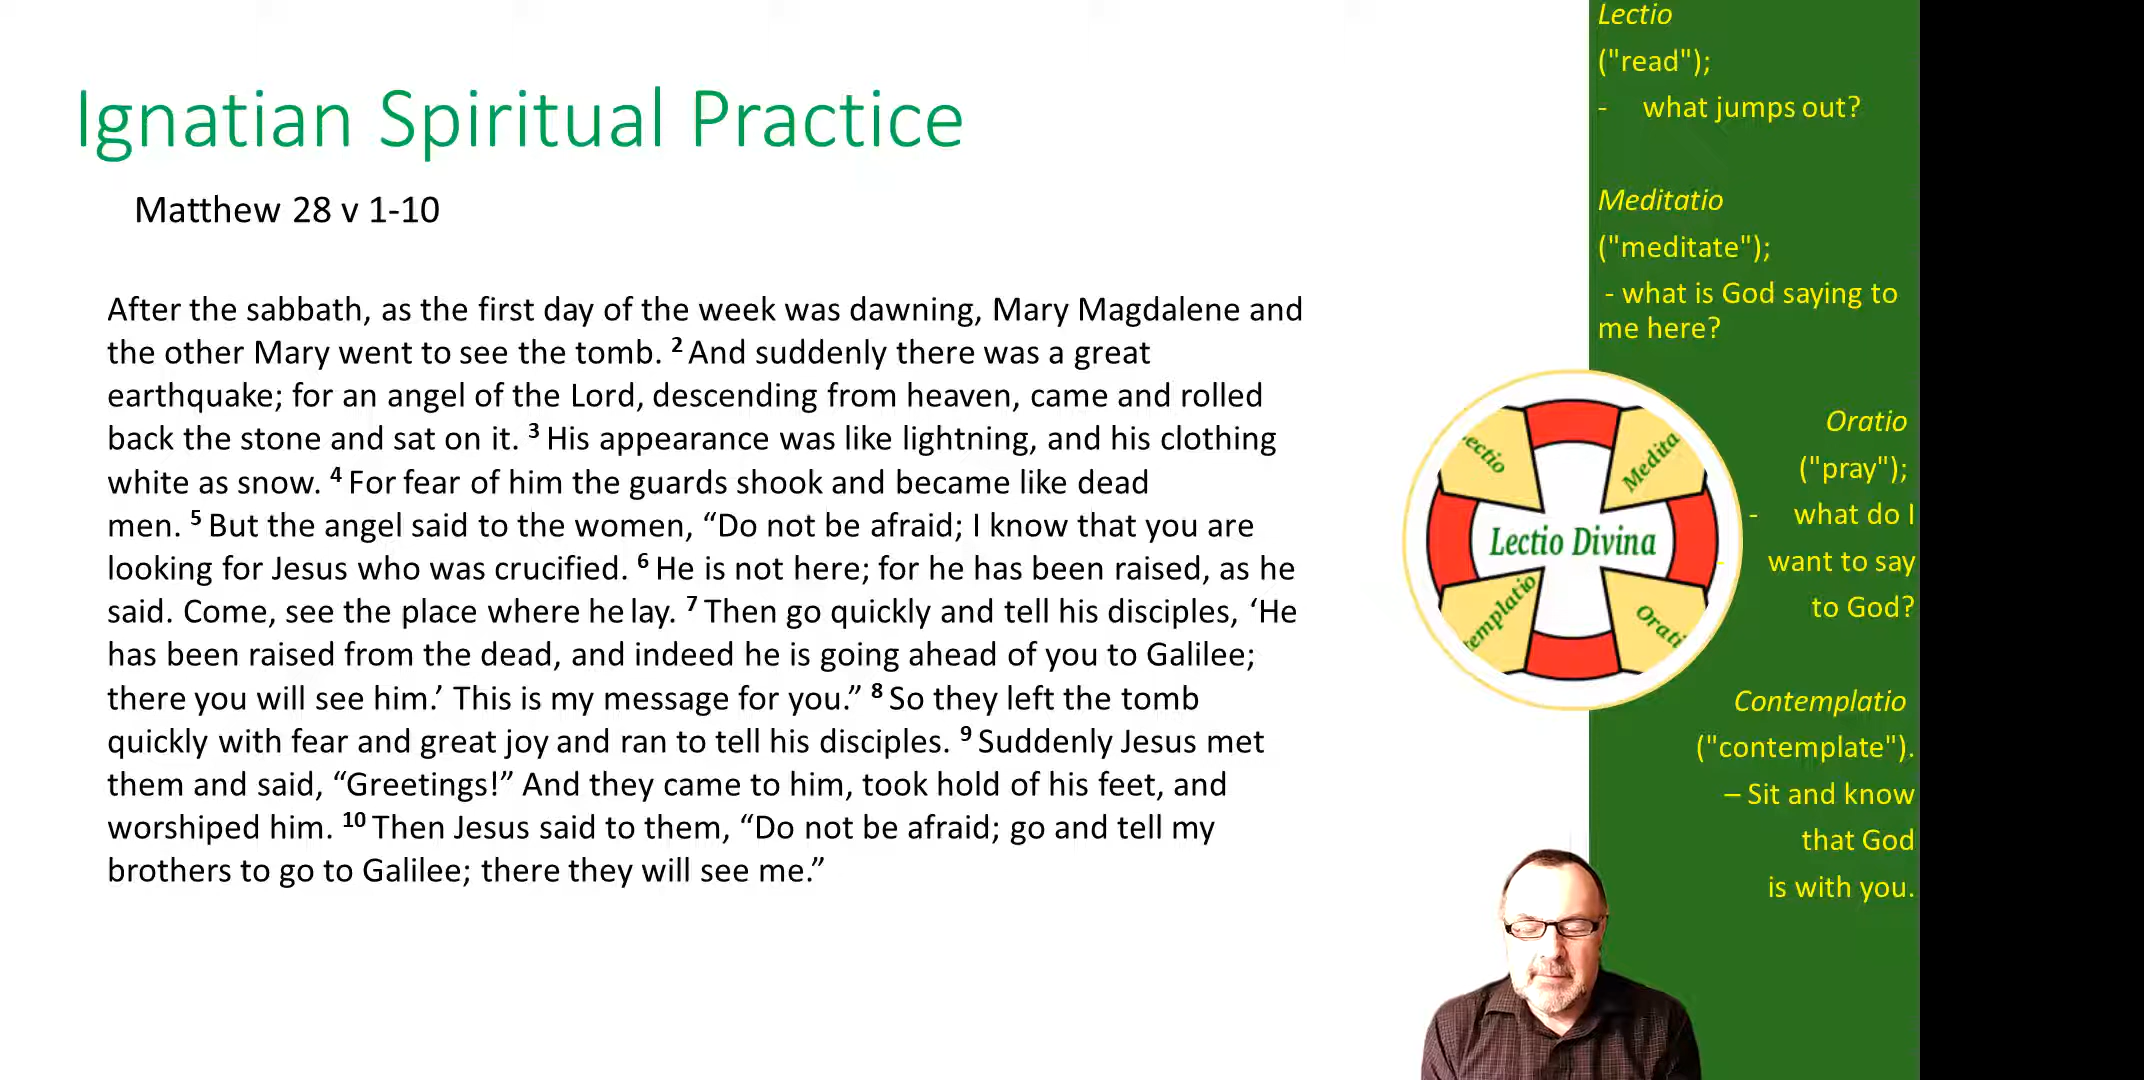 Ignatian Spiritual Practice
Matthew 28 v 1-10
After the sabbath, as the first day of the week was dawning, Mary Magdalene and
the other Mary went to see the tomb. 2 And suddenly there was a great
earthquake; for an angel of the Lord, descending from heaven, came and rolled
back the stone and sat on it. 3 His appearance was like lightning, and his clothing
white as snow. 4 For fear of him the guards shook and became like dead
men. 5 But the angel said to the women, “Do not be afraid; I know that you are
looking for Jesus who was crucified. 6 He is not here; for he has been raised, as he
said. Come, see the place where he lay. 7 Then go quickly and tell his disciples, ‘He
has been raised from the dead, and indeed he is going ahead of you to Galilee;
there you will see him.’ This is my message for you.” 8 So they left the tomb
quickly with fear and great joy and ran to tell his disciples. 9 Suddenly Jesus met
them and said, “Greetings!” And they came to him, took hold of his feet, and
worshiped him. 10 Then Jesus said to them, “Do not be afraid; go and tell my
brothers to go to Galilee; there they will see me.”
Lectio
("read");
- what jumps out?
Meditatio
("meditate");
- what is God saying to
me here?
Oratio
("pray");
- what do I
want to say
to God?
Contemplatio
("contemplate").
– Sit and know
that God
is with you.
ectio
Medita
Lectio Divina
templatio
Orati